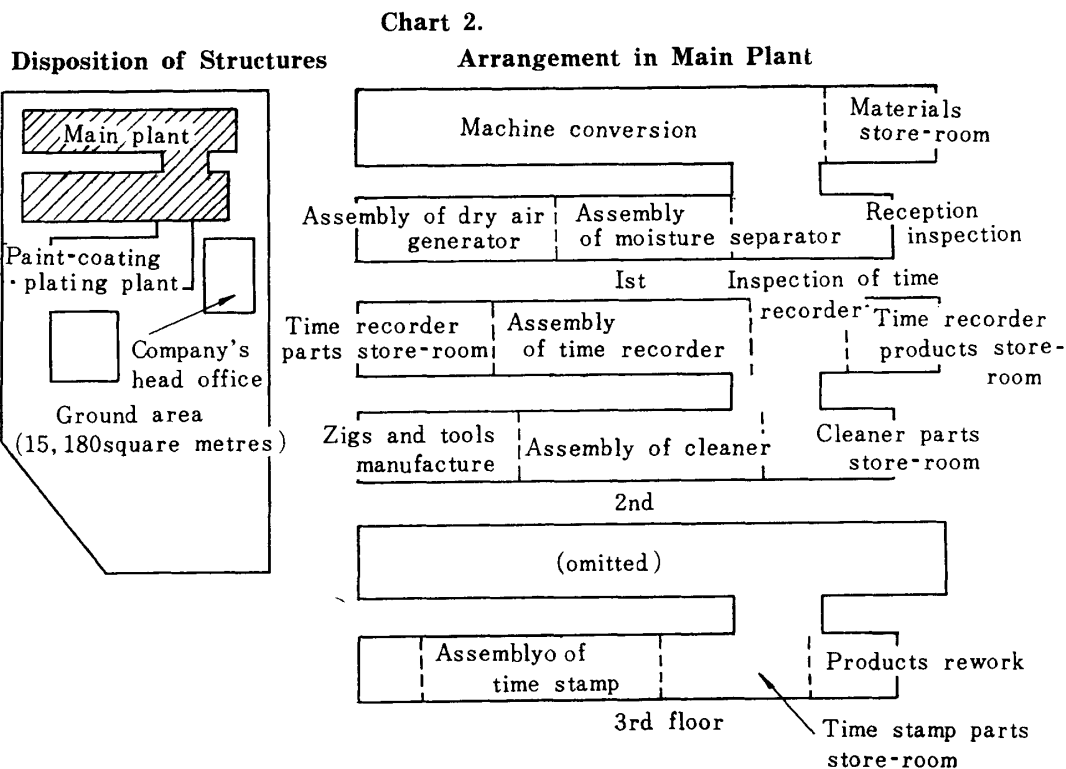 Chart 2.
Disposition of Structures
Main plant
Paint-coating
· plating plant
Company's
head office
Ground area
(15,180square metres)
Arrangement in Main Plant
Machine conversion
Materials
store-room
Assembly of dry air
generator
Assembly
of moisture separator
Reception
inspection
Ist
Time recorder
parts store-room
Assembly
of time recorder
Inspection of time
recorder
Time recorder
products store-
room
Zigs and tools
manufacture
Assembly of cleaner
Cleaner parts
store-room
2nd
(omitted)
Assemblyo of
time stamp
Products rework
3rd floor
Time stamp parts
store-room